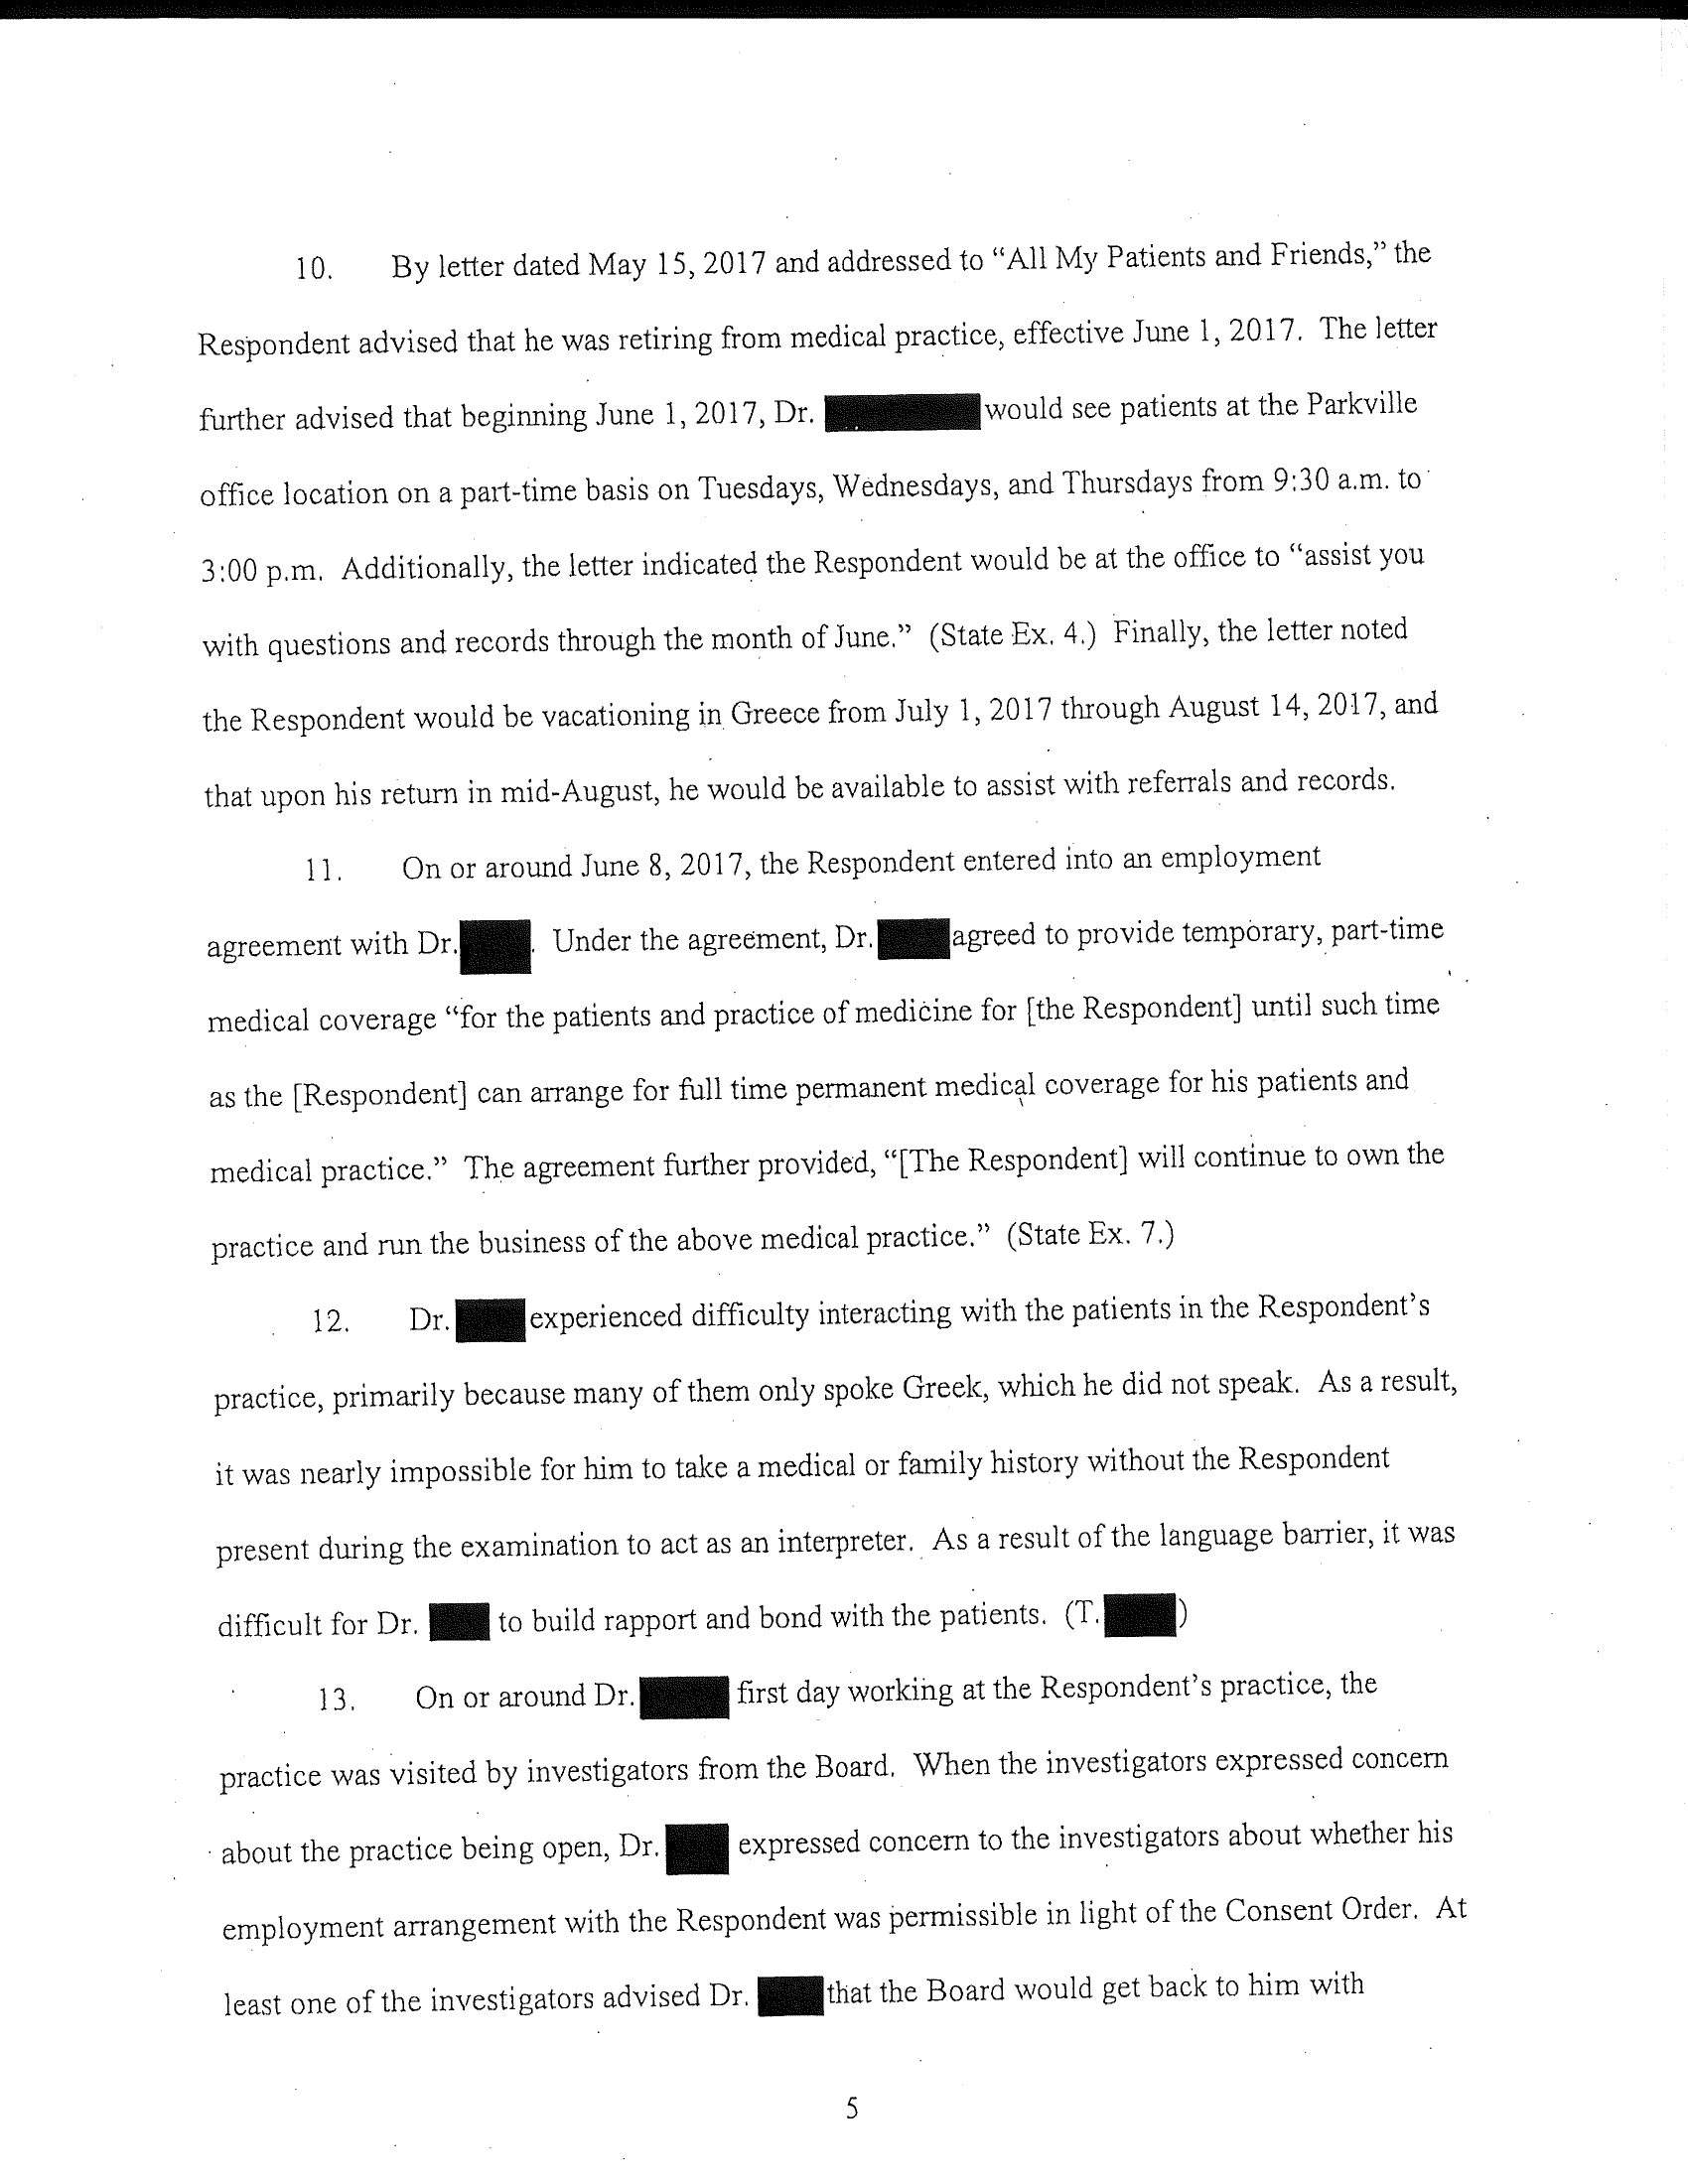 10. By letter dated May 15, 2017 and addressed to “All My Patients and Friends,” the
Respondent advised that he was retiring from medical practice, effective June 1, 2017. The letter
further advised that beginning June 1, 2017, Dr. would see patients at the Parkville
office location on a part-time basis on Tuesdays, Wednesdays, and Thursdays from 9:30 a.m. to
3:00 p.m. Additionally, the letter indicated the Respondent would be at the office to “assist you
with questions and records through the month of June.” (State Ex. 4.) Finally, the letter noted
the Respondent would be vacationing in Greece from July 1, 2017 through August 14, 2017, and
that upon his return in mid-August, he would be available to assist with referrals and records.
11. On or around June 8, 2017, the Respondent entered into an employment
agreement with Dr. . Under the agreement, Dr. agreed to provide temporary, part-time
medical coverage “for the patients and practice of medicine for [the Respondent] until such time
as the [Respondent] can arrange for full time permanent medical coverage for his patients and
medical practice.” The agreement further provided, “[The Respondent] will continue to own the
practice and run the business of the above medical practice.” (State Ex. 7.)
12. Dr. experienced difficulty interacting with the patients in the Respondent’s
practice, primarily because many of them only spoke Greek, which he did not speak. As a result,
it was nearly impossible for him to take a medical or family history without the Respondent
present during the examination to act as an interpreter. As a result of the language barrier, it was
difficult for Dr. to build rapport and bond with the patients. (T. )
13. On or around Dr. first day working at the Respondent’s practice, the
practice was visited by investigators from the Board. When the investigators expressed concern
about the practice being open, Dr. expressed concern to the investigators about whether his
employment arrangement with the Respondent was permissible in light of the Consent Order. At
least one of the investigators advised Dr. that the Board would get back to him with
5